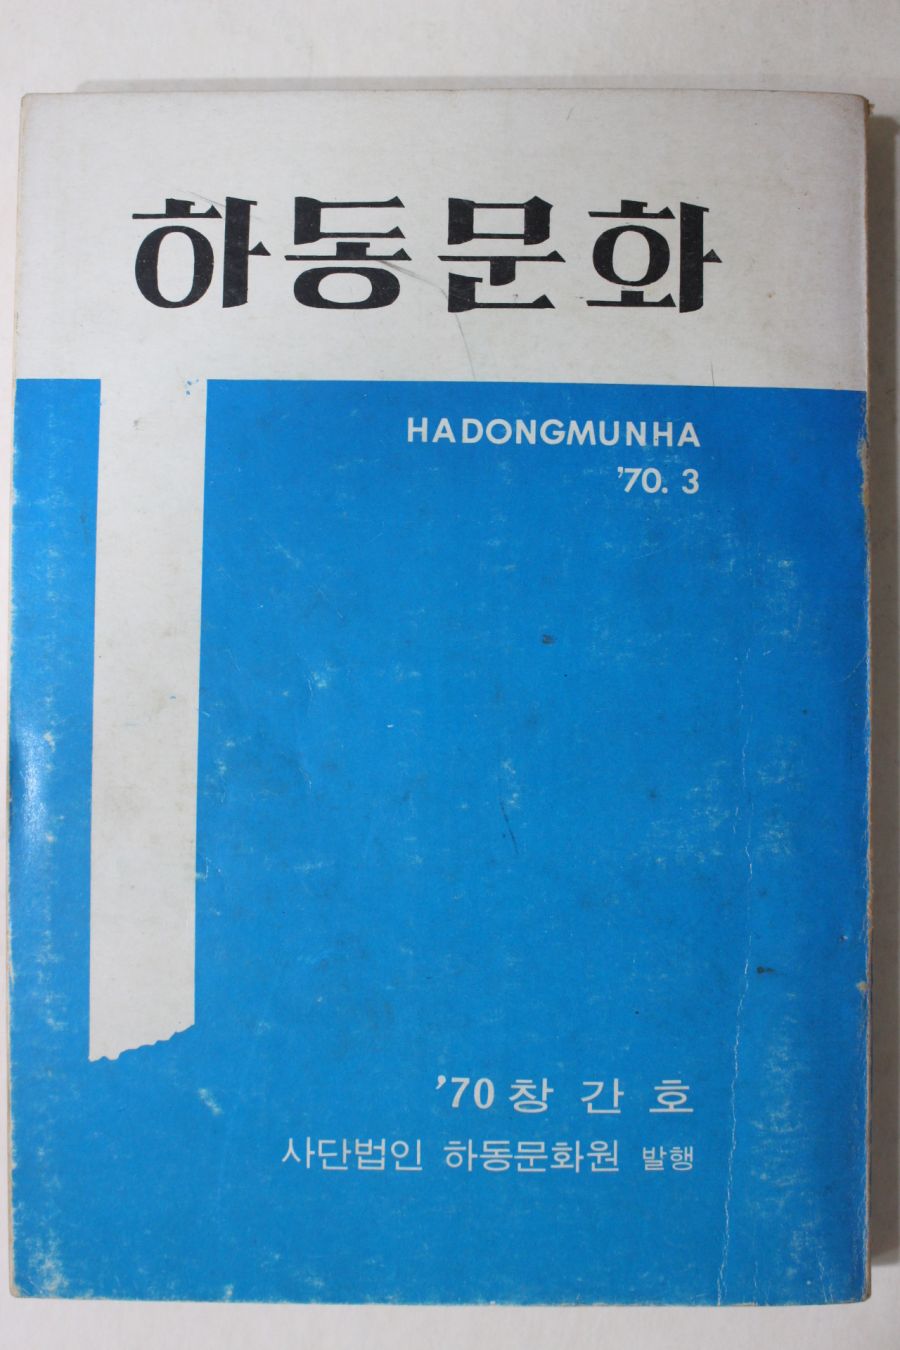 하동문화
HADONGMUNHA
'70. 3
'70 창 간 호
사단법인 하동문화원 발행